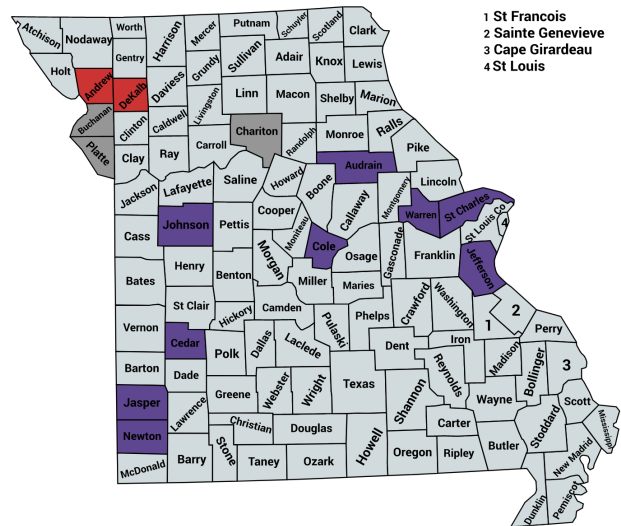 1 St Francois
2 Sainte Genevieve
3 Cape Girardeau
4 St Louis
Atchison
Nodaway
Worth
Harrison
Mercer
Putnam
Schuyler
Scotland
Clark
Gentry
Holt
Andrew
DeKalb
Daviess
Grundy
Sullivan
Adair
Knox
Lewis
Buchanan
Clinton
Caldwell
Livingston
Linn
Macon
Shelby
Marion
Platte
Clay
Ray
Carroll
Chariton
Randolph
Monroe
Ralls
Pike
Audrain
Jackson
Lafayette
Saline
Howard
Boone
Callaway
Montgomery
Lincoln
Warren
St Charles
St Louis Co
4
Johnson
Pettis
Cooper
Moniteau
Cole
Osage
Gasconade
Franklin
Jefferson
Cass
Henry
Benton
Morgan
Miller
Maries
Bates
St Clair
Hickory
Camden
Pulaski
Phelps
Crawford
Washington
1
2
Perry
Vernon
Cedar
Polk
Dallas
Laclede
Dent
Iron
Madison
Bollinger
3
Barton
Dade
Greene
Webster
Wright
Texas
Shannon
Reynolds
Wayne
Scott
Mississippi
Jasper
Lawrence
Christian
Douglas
Howell
Carter
Stoddard
Newton
McDonald
Barry
Stone
Taney
Ozark
Oregon
Ripley
Butler
New Madrid
Dunklin
Pemiscot